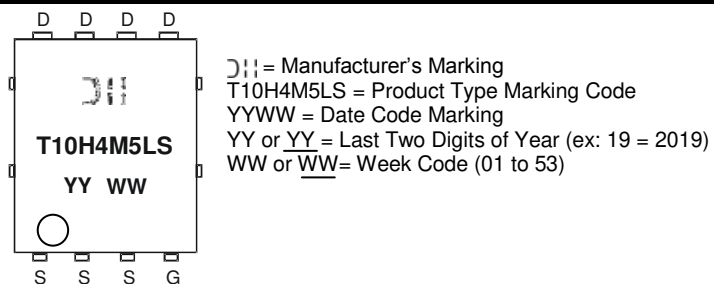 D D D D
T10H4M5LS
YY WW
S S S G
= Manufacturer's Marking
T10H4M5LS = Product Type Marking Code
YYWW = Date Code Marking
YY or YY = Last Two Digits of Year (ex: 19 = 2019)
WW or WW= Week Code (01 to 53)